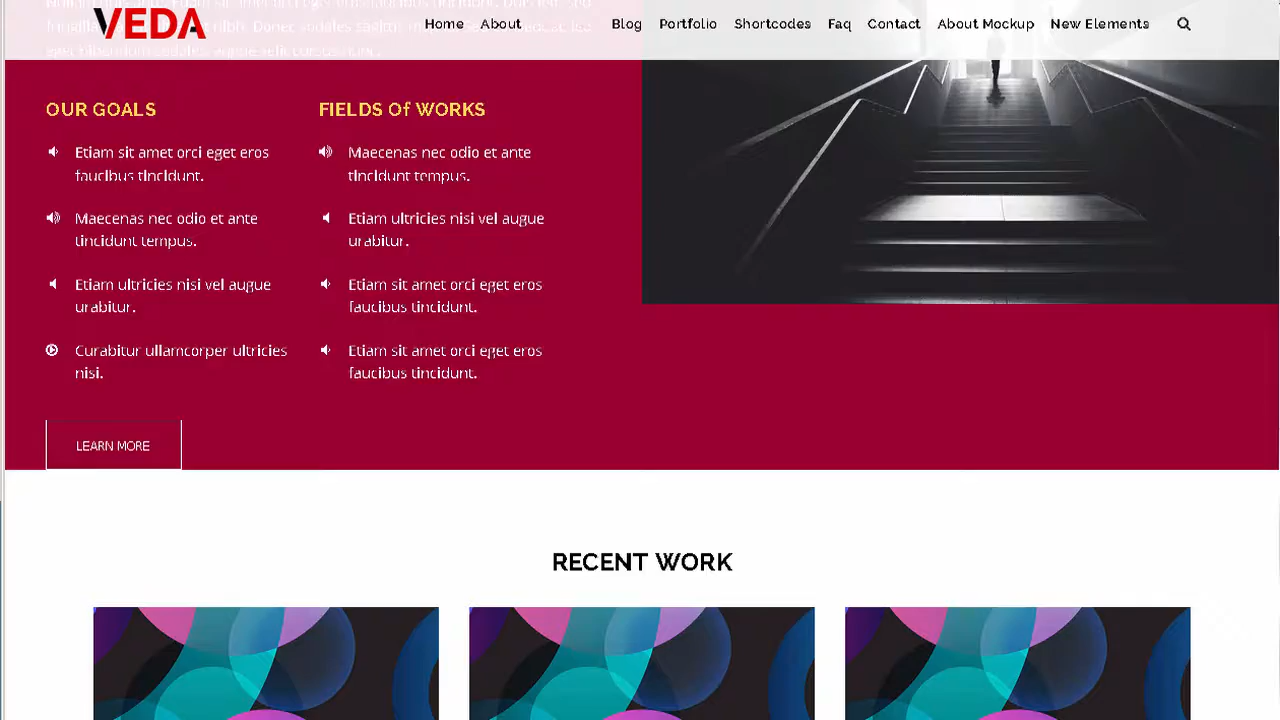 VEDA
Home About Blog Portfolio Shortcodes Faq Contact About Mockup New Elements
OUR GOALS
Etiam sit amet orci eget eros
faucibus tincidunt.
Maecenas nec odio et ante
tincidunt tempus.
Etiam ultricies nisi vel augue
urabitur.
Curabitur ullamcorper ultricies
nisi.
FIELDS Of WORKS
Maecenas nec odio et ante
tincidunt tempus.
Etiam ultricies nisi vel augue
urabitur.
Etiam sit amet orci eget eros
faucibus tincidunt.
Etiam sit amet orci eget eros
faucibus tincidunt.
LEARN MORE
RECENT WORK